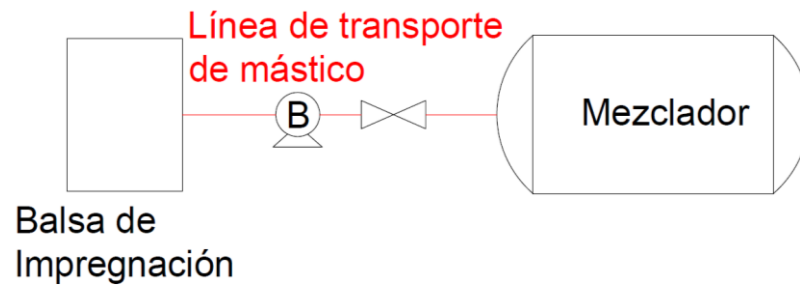 Línea de transporte
de mástico
B
Mezclador
Balsa de
Impregnación